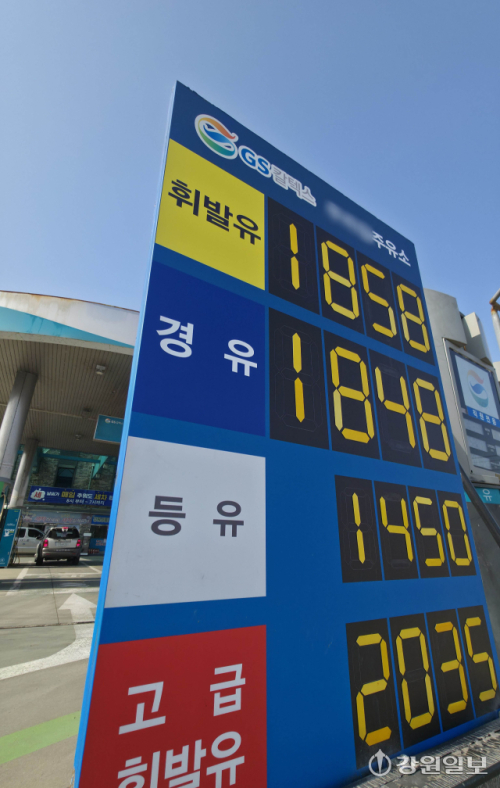 GS칼텍스
주유소
휘발유 1858
경유 1848
등유 1450
고급
휘발유 2035
강원일보